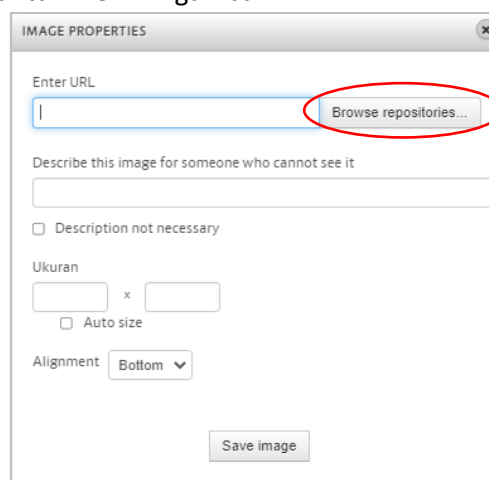 IMAGE PROPERTIES
Enter URL
Browse repositories...
Describe this image for someone who cannot see it
Description not necessary
Ukuran
x
Auto size
Alignment Bottom
Save image